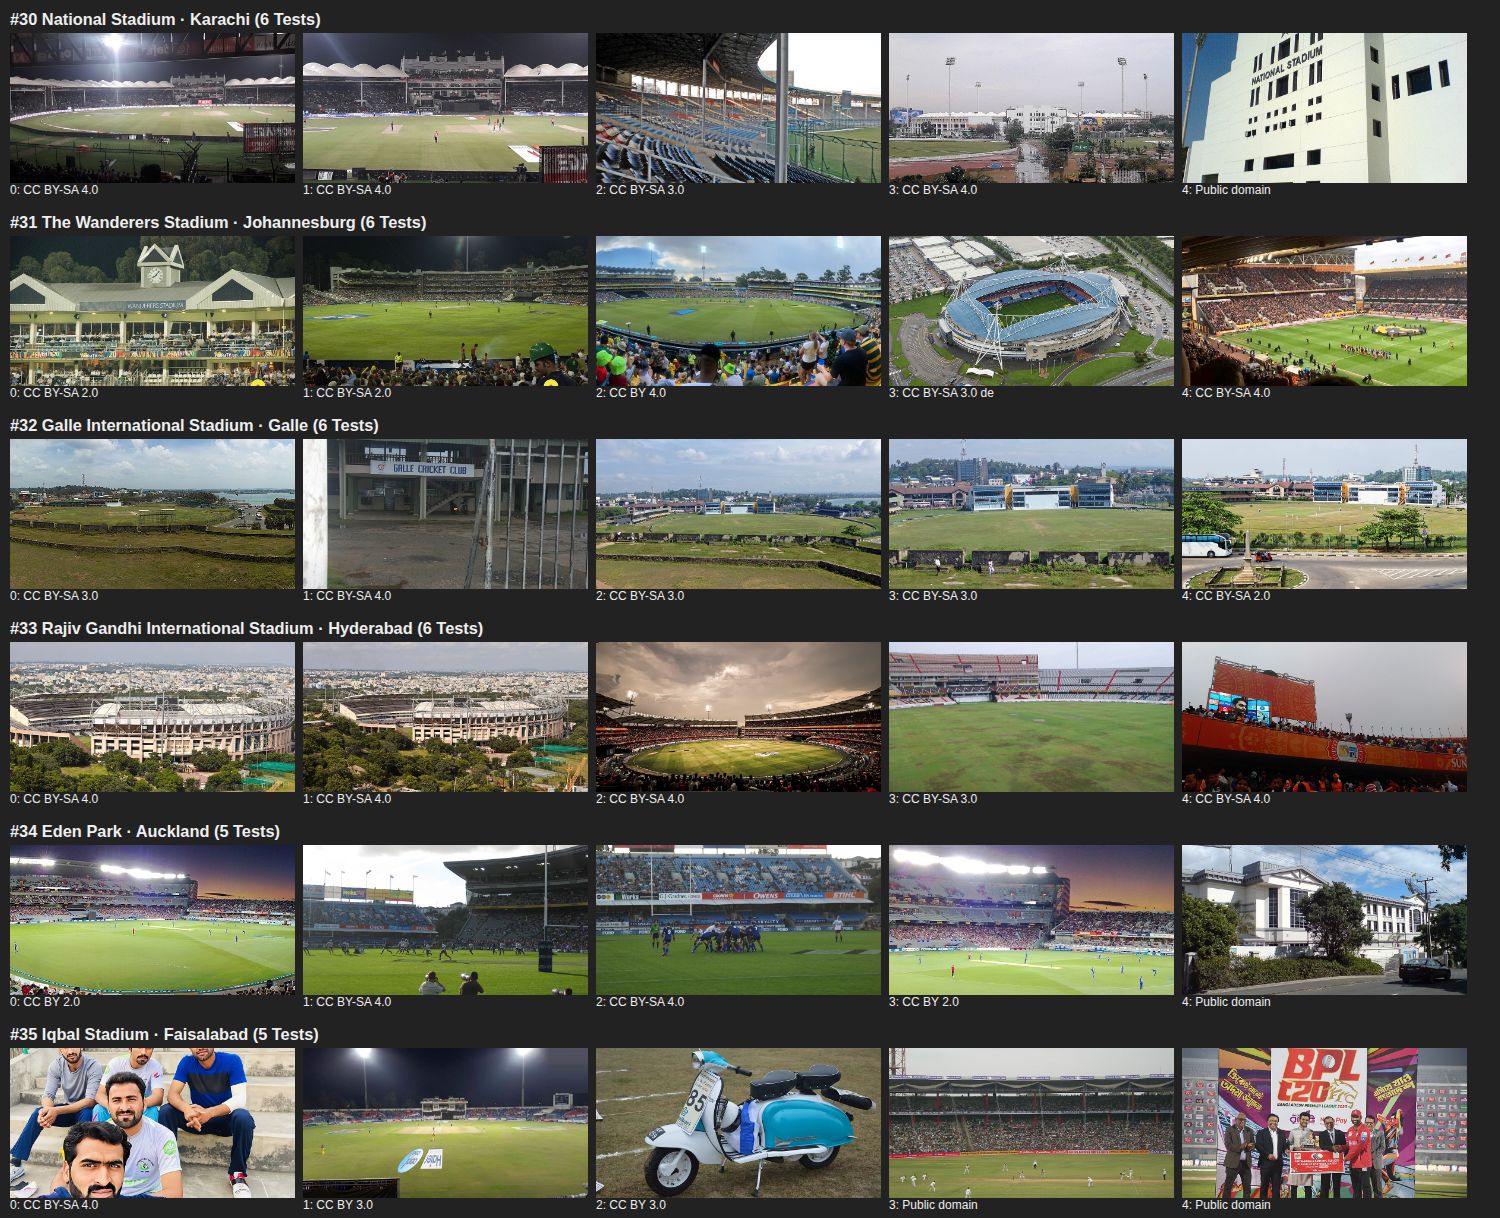 #30 National Stadium · Karachi (6 Tests)
NATIONAL STADIUM
0: CC BY-SA 4.0
1: CC BY-SA 4.0
2: CC BY-SA 3.0
3: CC BY-SA 4.0
4: Public domain
#31 The Wanderers Stadium · Johannesburg (6 Tests)
WANDERERS STADIUM
0: CC BY-SA 2.0
1: CC BY-SA 2.0
2: CC BY 4.0
3: CC BY-SA 3.0 de
4: CC BY-SA 4.0
#32 Galle International Stadium · Galle (6 Tests)
GALLE CRICKET CLUB
0: CC BY-SA 3.0
1: CC BY-SA 4.0
2: CC BY-SA 3.0
3: CC BY-SA 3.0
4: CC BY-SA 2.0
#33 Rajiv Gandhi International Stadium · Hyderabad (6 Tests)
SUN
0: CC BY-SA 4.0
1: CC BY-SA 4.0
2: CC BY-SA 4.0
3: CC BY-SA 3.0
4: CC BY-SA 4.0
#34 Eden Park · Auckland (5 Tests)
OWENS
STIHL
0: CC BY 2.0
1: CC BY-SA 4.0
2: CC BY-SA 4.0
3: CC BY 2.0
4: Public domain
#35 Iqbal Stadium · Faisalabad (5 Tests)
85
BPL
t20
BANGLADESH PREMIER LEAGUE
0: CC BY-SA 4.0
1: CC BY 3.0
2: CC BY 3.0
3: Public domain
4: Public domain